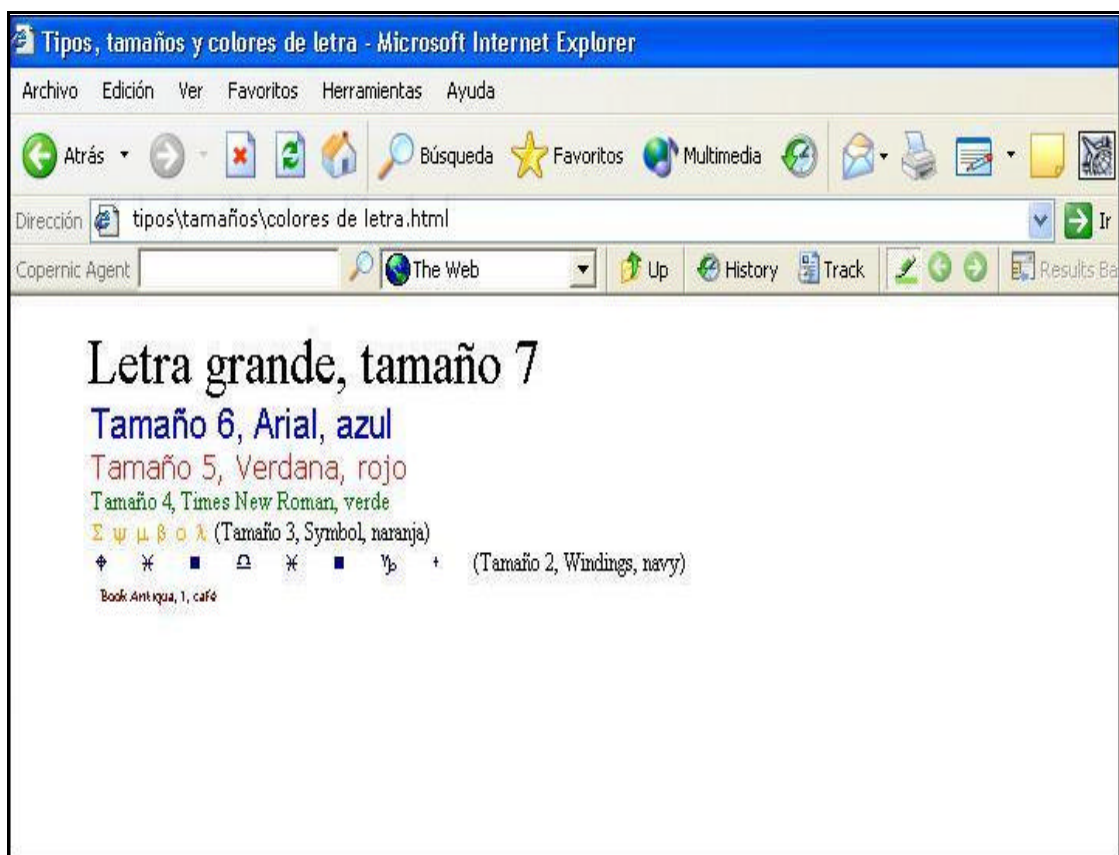 Tipos, tamaños y colores de letra - Microsoft Internet Explorer
Archivo Edición Ver Favoritos Herramientas Ayuda
Atrás Búsqueda Favoritos Multimedia
Dirección tipos\tamaños\colores de letra.html Ir
Copernic Agent The Web Up History Track Results Ba
Letra grande, tamaño 7
Tamaño 6, Arial, azul
Tamaño 5, Verdana, rojo
Tamaño 4, Times New Roman, verde
Σ ψ μ β ο λ (Tamaño 3, Symbol, naranja)
⌖ ♓ ■ ♎ ♓ ■ ♑ + (Tamaño 2, Windings, navy)
Book Antiqua, 1, café